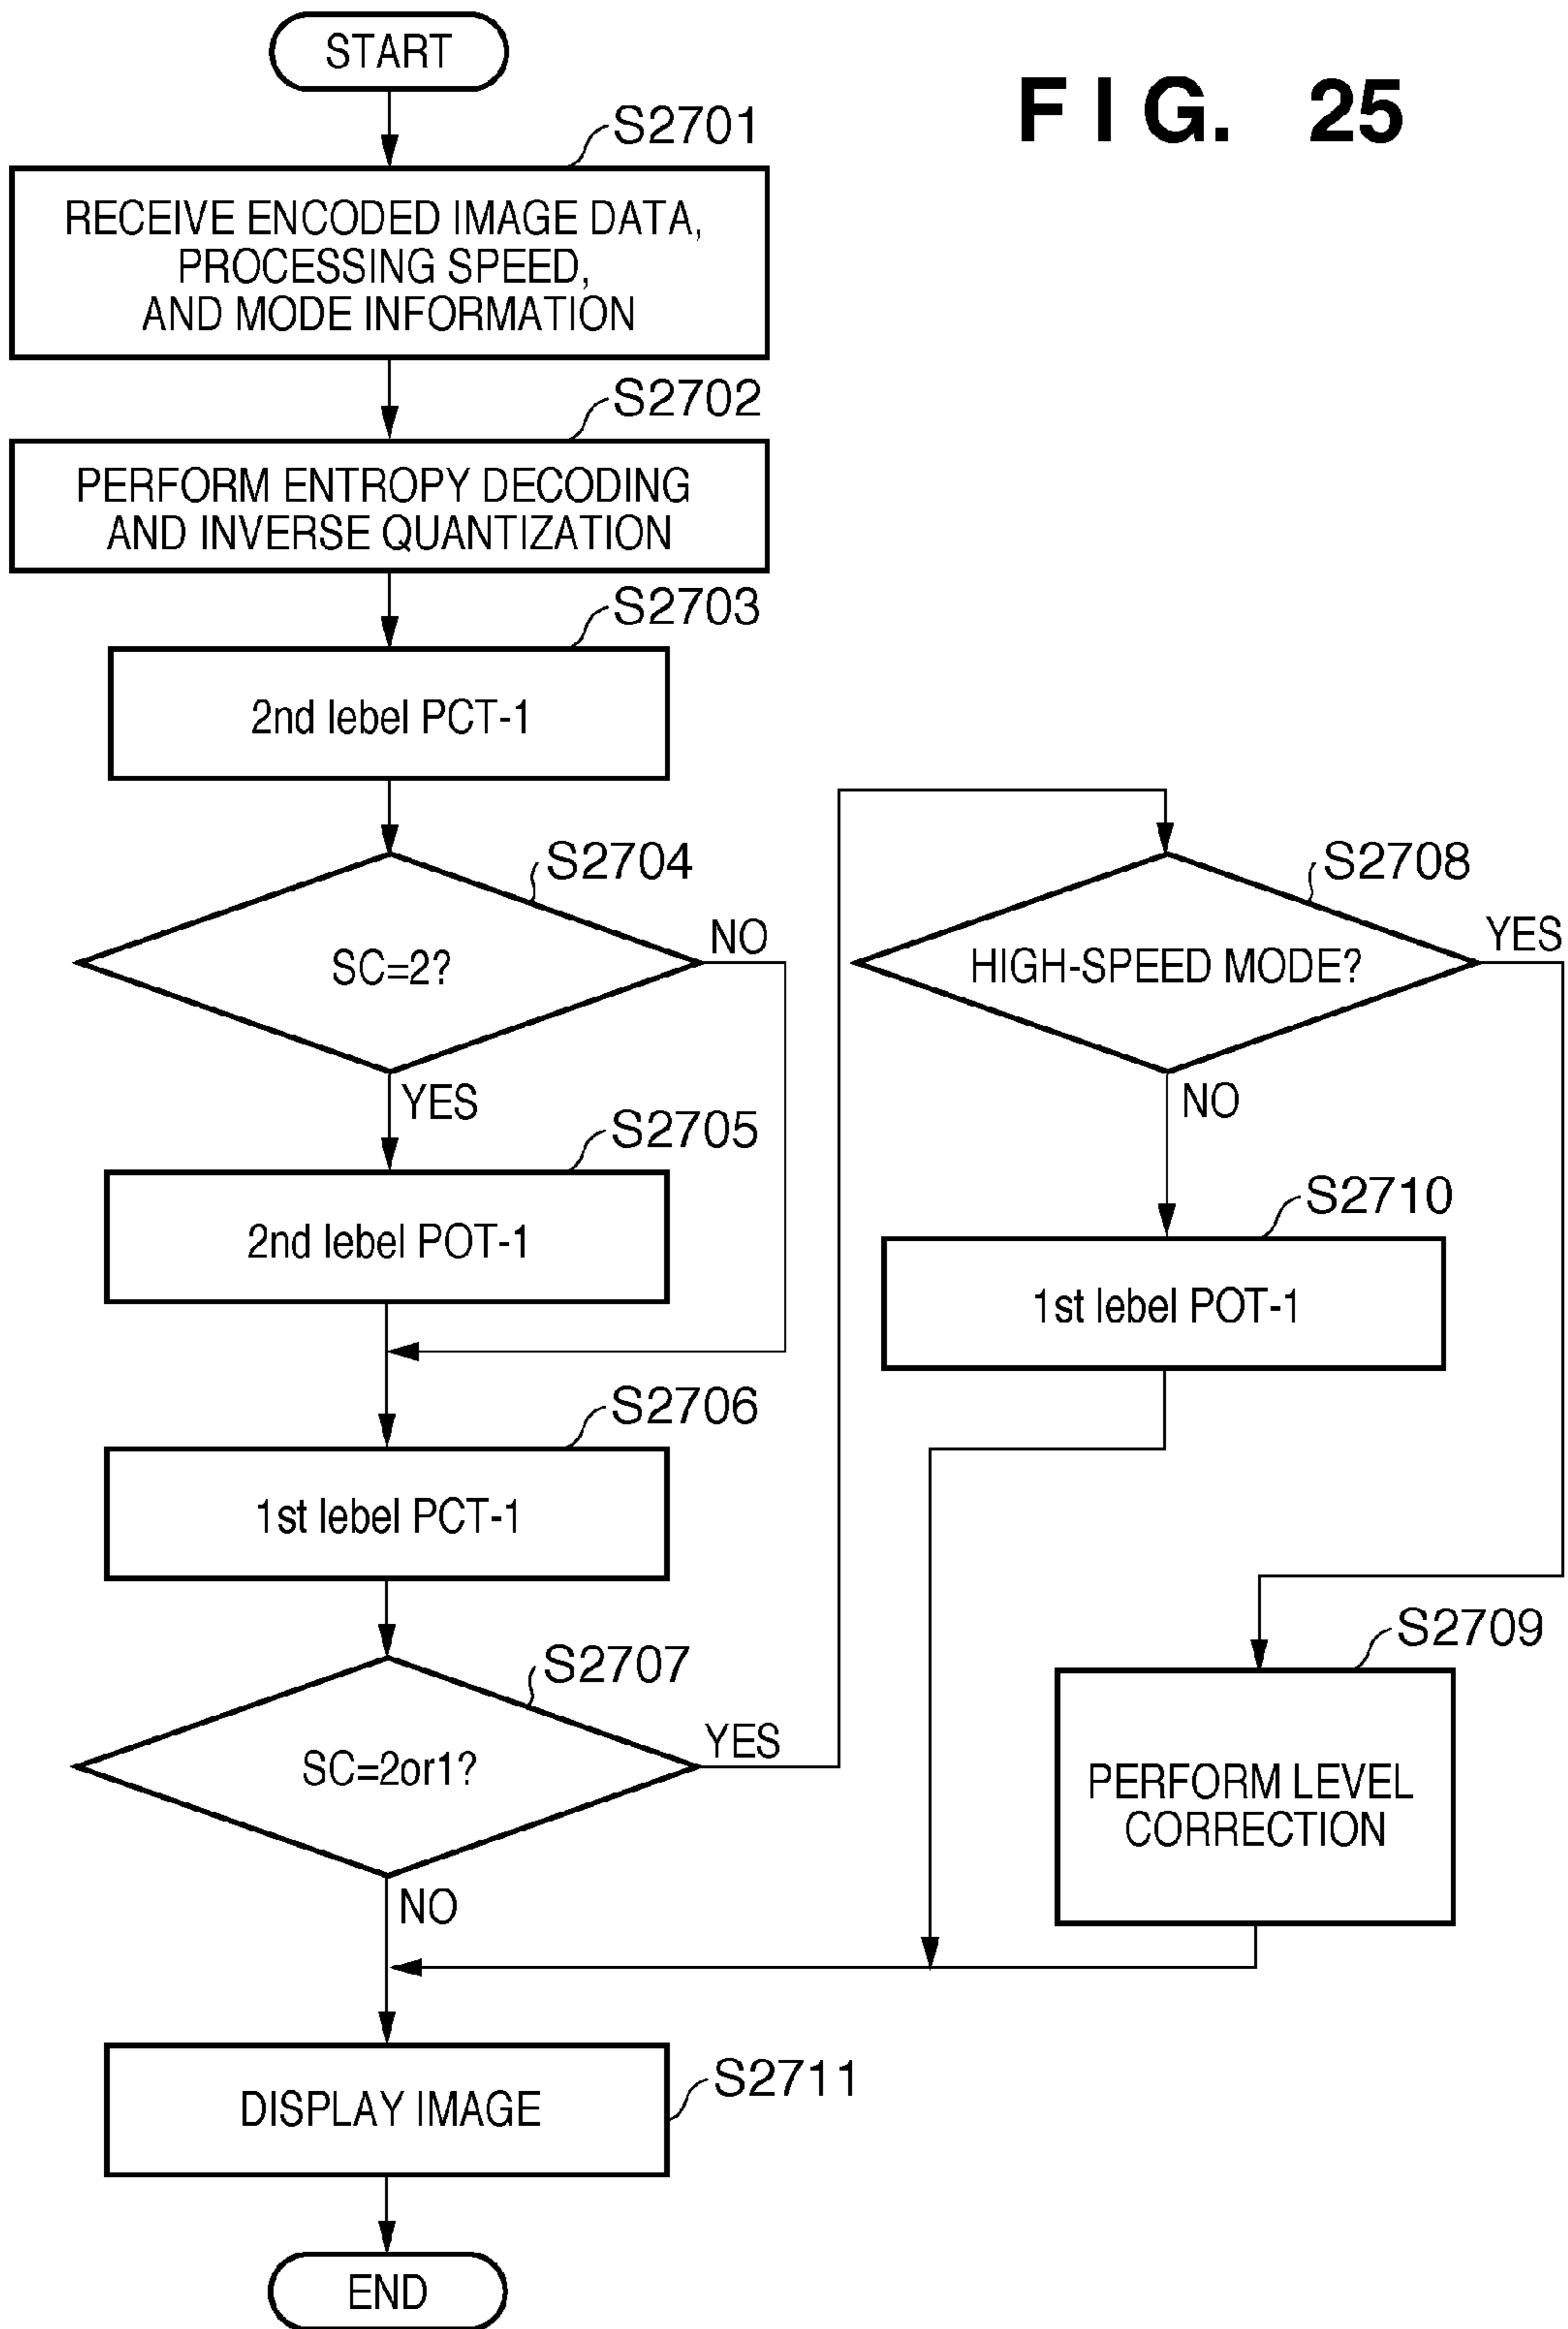 FIG. 25
START
S2701
RECEIVE ENCODED IMAGE DATA,
PROCESSING SPEED,
AND MODE INFORMATION
S2702
PERFORM ENTROPY DECODING
AND INVERSE QUANTIZATION
S2703
2nd lebel PCT-1
S2704
SC=2?
NO
YES
S2705
2nd lebel POT-1
S2706
1st lebel PCT-1
S2707
SC=2or1?
YES
NO
S2708
HIGH-SPEED MODE?
YES
NO
S2710
1st lebel POT-1
S2709
PERFORM LEVEL
CORRECTION
S2711
DISPLAY IMAGE
END